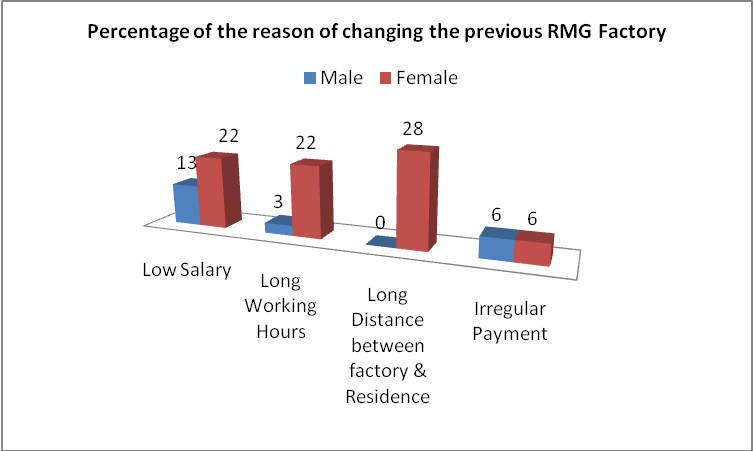 Percentage of the reason of changing the previous RMG Factory
Male Female
13 22
3 22
0 28
6 6
Low Salary
Long
Working
Hours
Long
Distance
between
factory &
Residence
Irregular
Payment